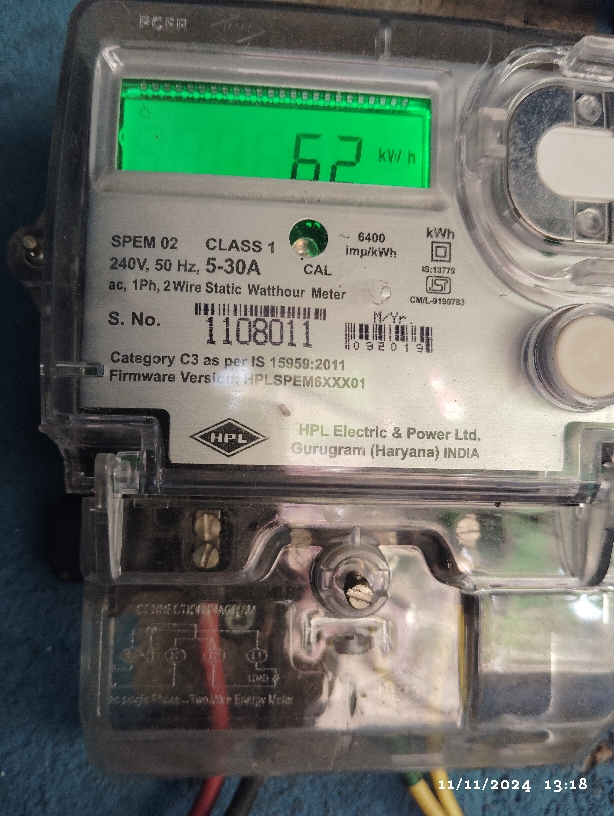 62 kWh
SPEM 02 CLASS 1
240V, 50 Hz, 5-30A
ac, 1Ph, 2 Wire Static Watthour Meter
CAL
~ 6400
imp/kWh
kWh
IS:13779
ISI
CM/L-9190783
S. No. 1108011
M/Yr.
092019
Category C3 as per IS 15959:2011
Firmware Version: HPLSPEM6XXX01
HPL
HPL Electric & Power Ltd.
Gurugram (Haryana) INDIA
CONNECTION DIAGRAM
LOAD
Single Phase - Two Wire Energy Meter
11/11/2024 13:18